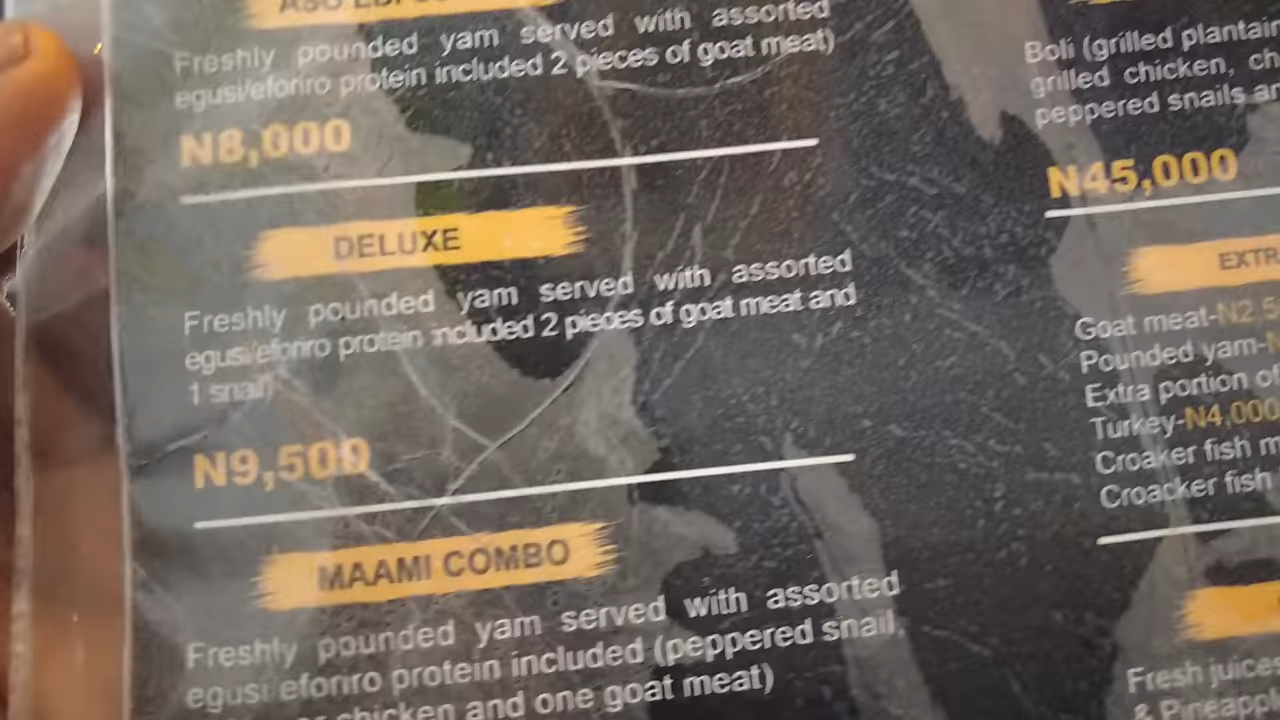 Freshly pounded yam served with assorted
egusi/eforiro protein included 2 pieces of goat meat)
N8,000
DELUXE
Freshly pounded yam served with assorted
egusi/eforiro protein included 2 pieces of goat meat and
1 snail)
N9,500
MAAMI COMBO
Freshly pounded yam served with assorted
egusi/eforiro protein included (peppered snail,
chicken and one goat meat)
Boli (grilled plantain
grilled chicken,
peppered snails
N45,000
Goat meat-
Pounded yam-
Extra portion of
Turkey-N4,000
Croaker fish
Croacker fish
Fresh juices
&